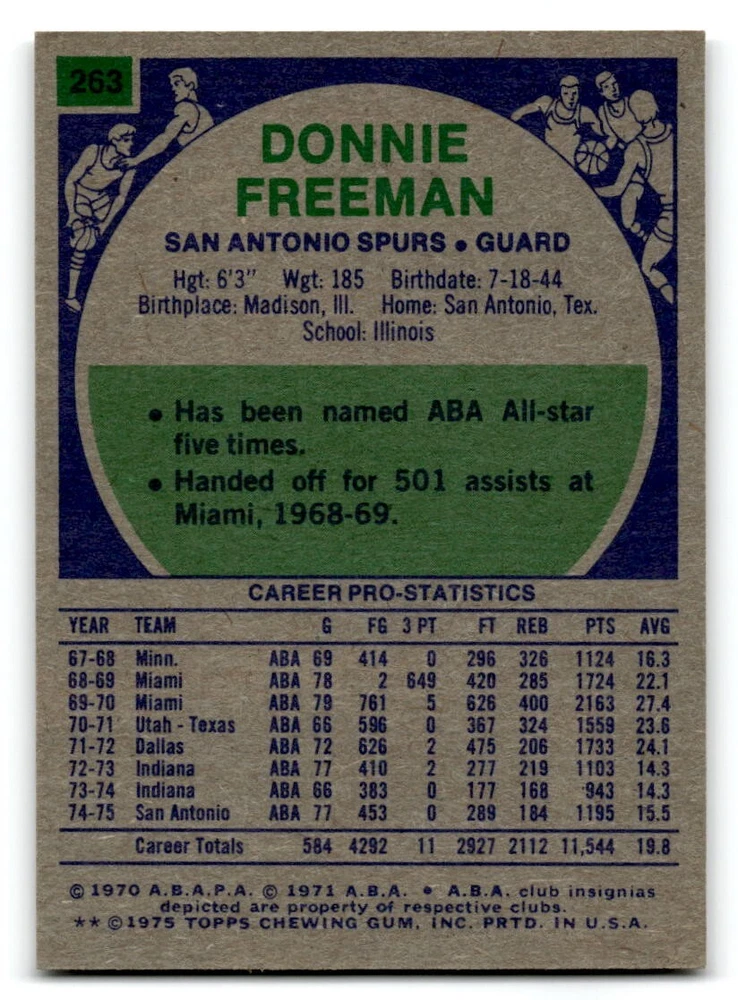 263
DONNIE
FREEMAN
SAN ANTONIO SPURS • GUARD
Hgt: 6'3" Wgt: 185 Birthdate: 7-18-44
Birthplace: Madison, Ill. Home: San Antonio, Tex.
School: Illinois
• Has been named ABA All-star
five times.
• Handed off for 501 assists at
Miami, 1968-69.
CAREER PRO-STATISTICS
YEAR TEAM G FG 3 PT FT REB PTS AVG
67-68 Minn. ABA 69 414 0 296 326 1124 16.3
68-69 Miami ABA 78 2 649 420 285 1724 22.1
69-70 Miami ABA 79 761 5 626 400 2163 27.4
70-71 Utah - Texas ABA 66 596 0 367 324 1559 23.6
71-72 Dallas ABA 72 626 2 475 206 1733 24.1
72-73 Indiana ABA 77 410 2 277 219 1103 14.3
73-74 Indiana ABA 66 383 0 177 168 943 14.3
74-75 San Antonio ABA 77 453 0 289 184 1195 15.5
Career Totals 584 4292 11 2927 2112 11,544 19.8
© 1970 A.B.A.P.A. © 1971 A.B.A. • A.B.A. club insignias
depicted are property of respective clubs.
** ©1975 TOPPS CHEWING GUM, INC. PRTD. IN U.S.A.